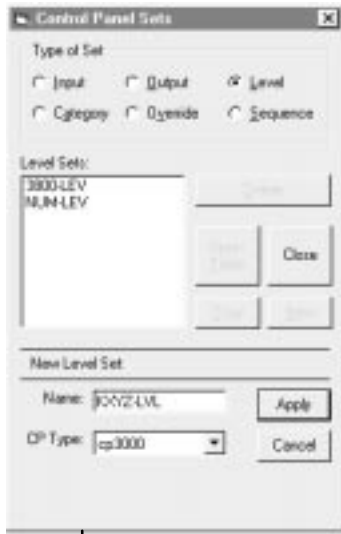 Control Panel Sets
Type of Set
Input Output Level
Category Override Sequence
Level Sets:
3800-LEV
NUM-LEV
Close
New Level Set
Name:
Apply
CP Type: cp3000
Cancel